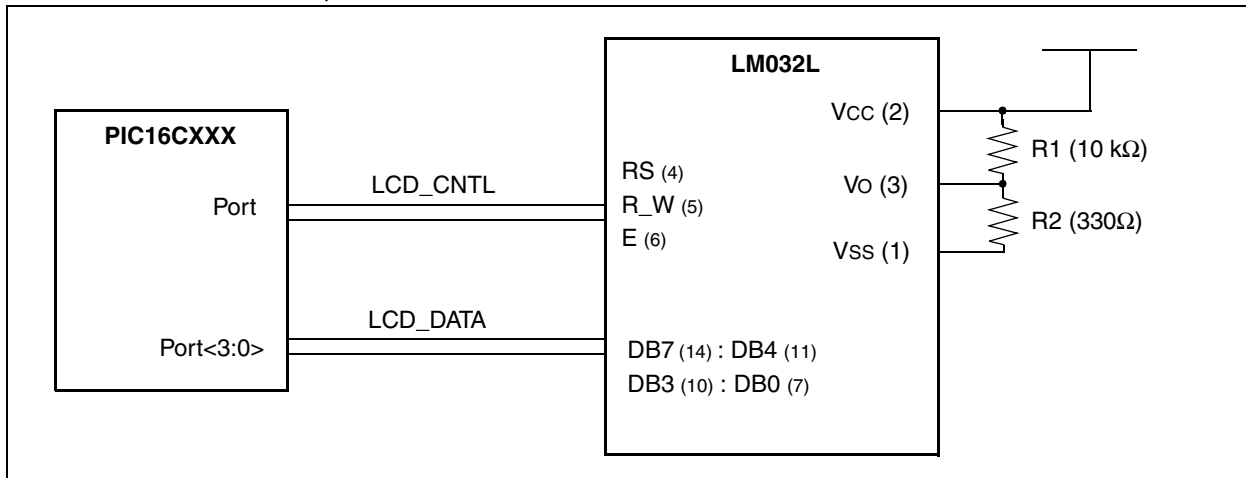 PIC16CXXX
Port
Port<3:0>
LCD_CNTL
LCD_DATA
LM032L
RS (4)
R_W (5)
E (6)
DB7 (14) : DB4 (11)
DB3 (10) : DB0 (7)
VCC (2)
VO (3)
VSS (1)
R1 (10 kΩ)
R2 (330Ω)